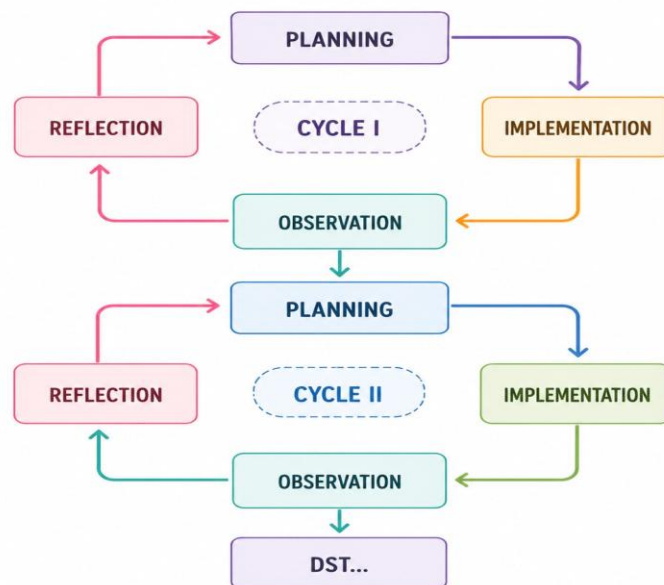 PLANNING
REFLECTION
CYCLE I
IMPLEMENTATION
OBSERVATION
PLANNING
REFLECTION
CYCLE II
IMPLEMENTATION
OBSERVATION
DST...